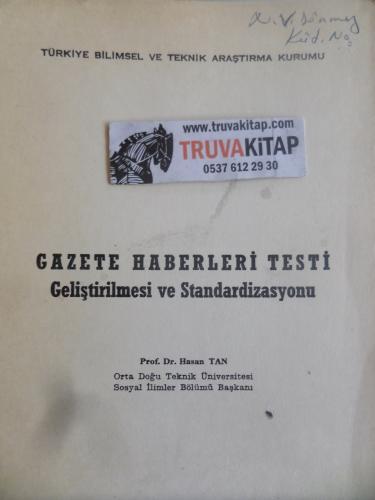 TÜRKİYE BİLİMSEL VE TEKNİK ARAŞTIRMA KURUMU
www.truvakitap.com
TRUVAKİTAP
0537 612 29 30
GAZETE HABERLERİ TESTİ
Geliştirilmesi ve Standardizasyonu
Prof. Dr. Hasan TAN
Orta Doğu Teknik Üniversitesi
Sosyal İlimler Bölümü Başkanı